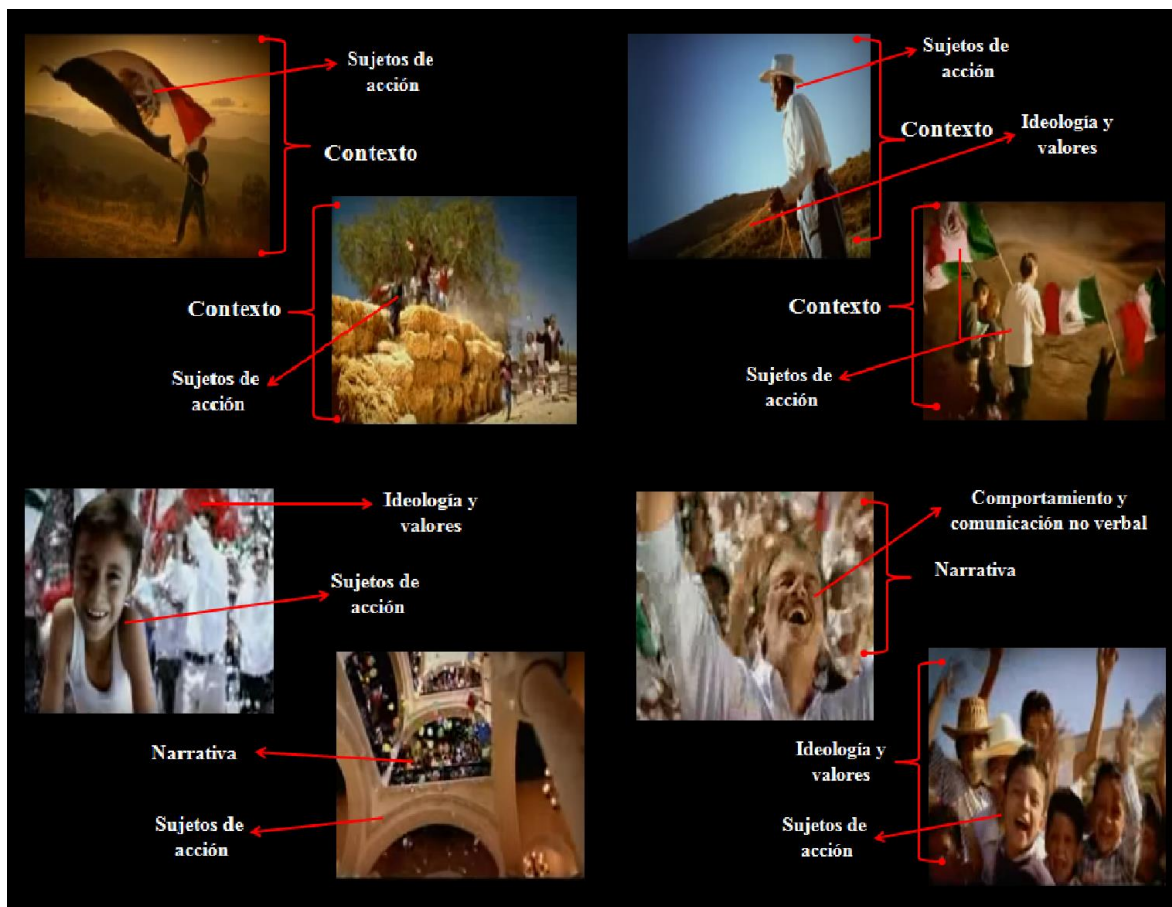 Sujetos de
acción
Contexto
Contexto
Sujetos de
acción
Sujetos de
acción
Ideología y
valores
Contexto
Contexto
Sujetos de
acción
Ideología y
valores
Sujetos de
acción
Narrativa
Sujetos de
acción
Comportamiento y
comunicación no verbal
Narrativa
Ideología y
valores
Sujetos de
acción